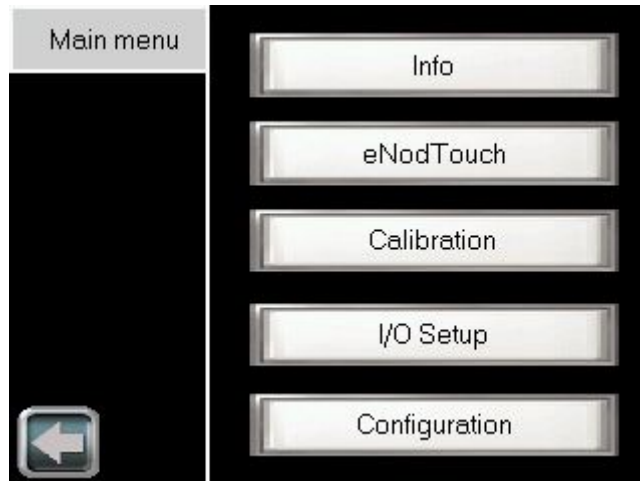 Main menu
Info
eNodTouch
Calibration
I/O Setup
Configuration